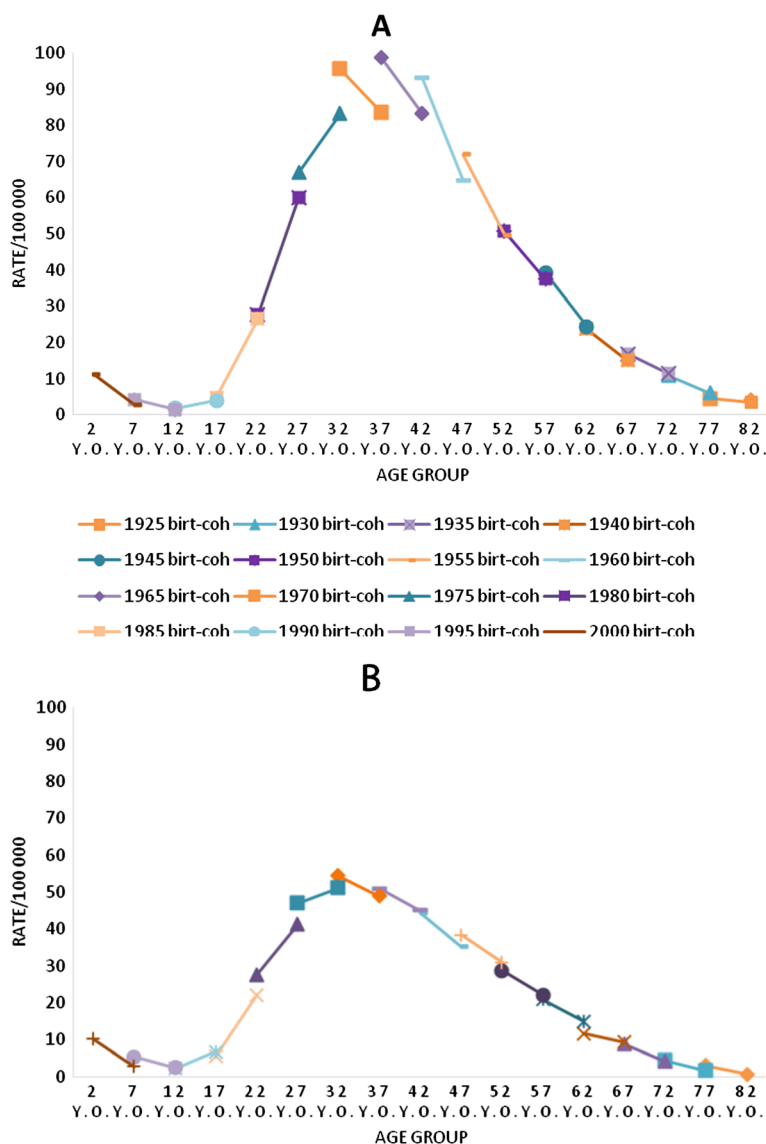 A
100
90
80
70
60
50
40
30
20
10
0
RATE/100 000
2 7 12 17 22 27 32 37 42 47 52 57 62 67 72 77 82
Y.O. Y.O. Y.O. Y.O. Y.O. Y.O. Y.O. Y.O. Y.O. Y.O. Y.O. Y.O. Y.O. Y.O. Y.O. Y.O. Y.O.
AGE GROUP
1925 birt-coh 1930 birt-coh 1935 birt-coh 1940 birt-coh
1945 birt-coh 1950 birt-coh 1955 birt-coh 1960 birt-coh
1965 birt-coh 1970 birt-coh 1975 birt-coh 1980 birt-coh
1985 birt-coh 1990 birt-coh 1995 birt-coh 2000 birt-coh
B
100
90
80
70
60
50
40
30
20
10
0
RATE/100 000
2 7 12 17 22 27 32 37 42 47 52 57 62 67 72 77 82
Y.O. Y.O. Y.O. Y.O. Y.O. Y.O. Y.O. Y.O. Y.O. Y.O. Y.O. Y.O. Y.O. Y.O. Y.O. Y.O. Y.O.
AGE GROUP